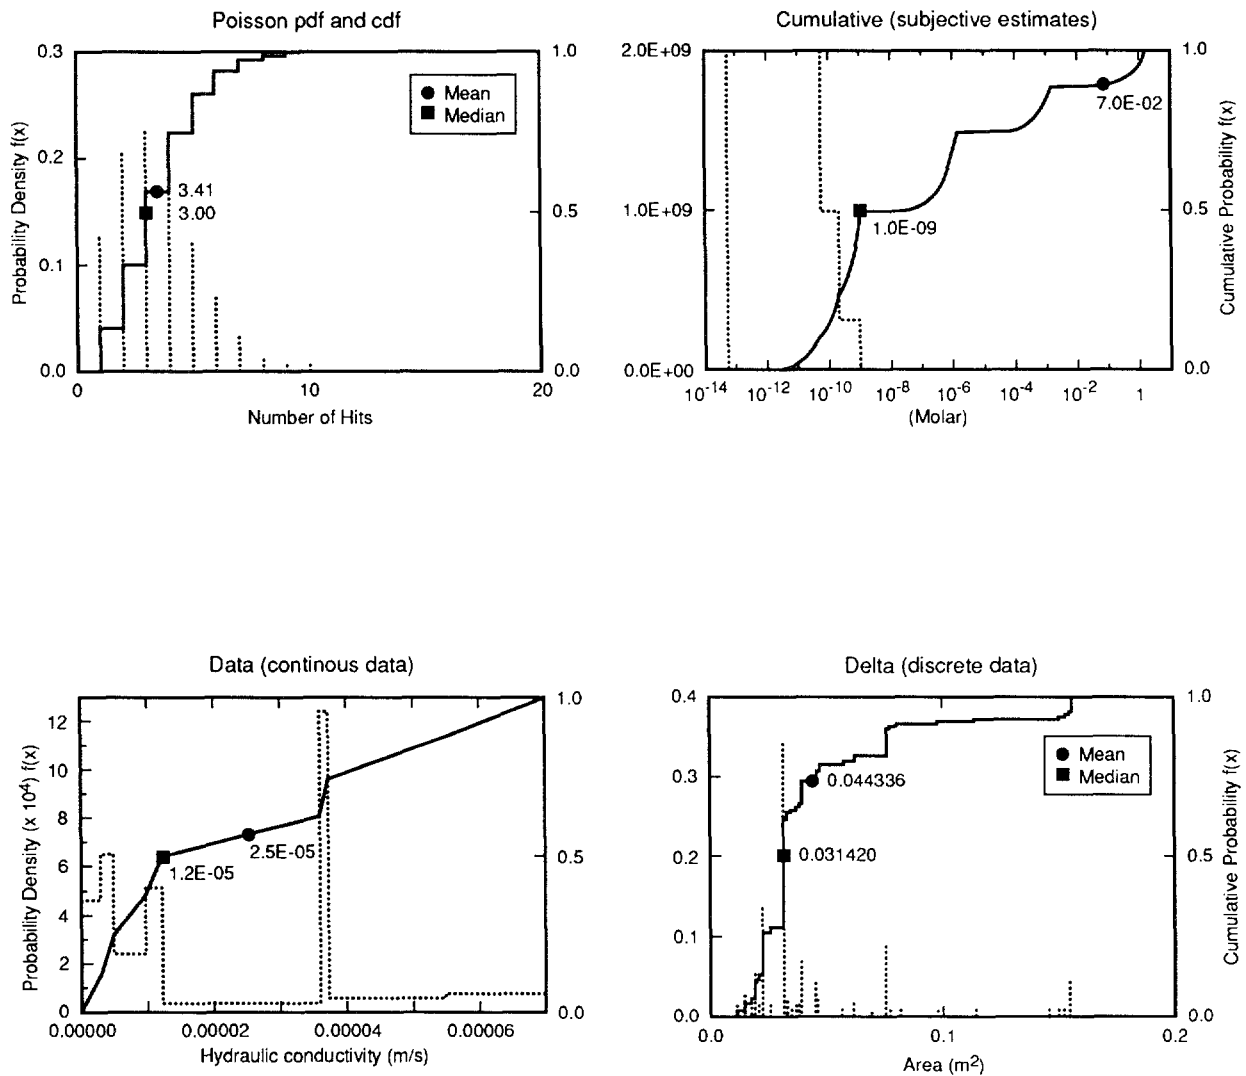 Poisson pdf and cdf
0.3
0.2
0.1
0.0
Probability Density f(x)
1.0
0.5
0.0
Mean
Median
3.41
3.00
0
10
20
Number of Hits
Cumulative (subjective estimates)
2.0E+09
1.0E+09
0.0E+00
1.0
0.5
0.0
Cumulative Probability f(x)
7.0E-02
1.0E-09
10-14 10-12 10-10 10-8 10-6 10-4 10-2 1
(Molar)
Data (continous data)
12
10
8
6
4
2
0
Probability Density (x 10⁴) f(x)
1.0
0.5
0.0
2.5E-05
1.2E-05
0.00000 0.00002 0.00004 0.00006
Hydraulic conductivity (m/s)
Delta (discrete data)
0.4
0.3
0.2
0.1
0.0
1.0
0.5
0.0
Cumulative Probability f(x)
Mean
Median
0.044336
0.031420
0.0 0.1 0.2
Area (m²)